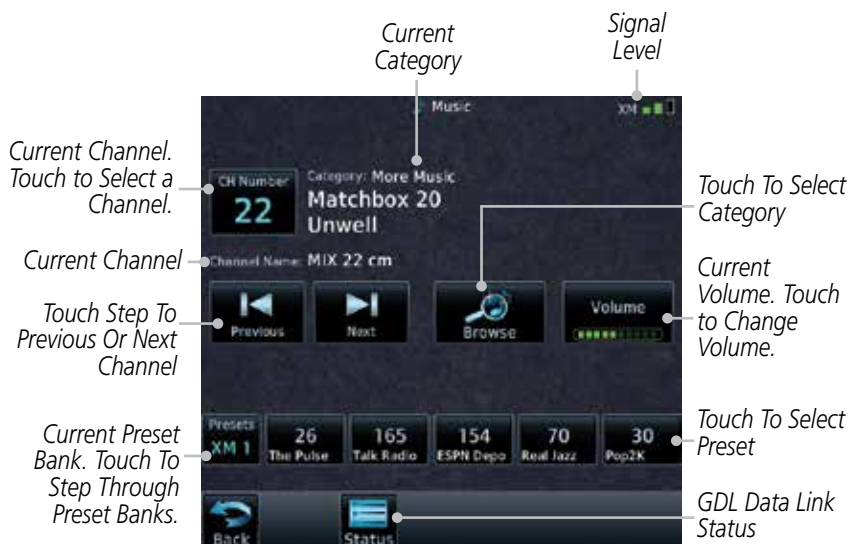 Current
Category
Signal
Level
Music
XM
Current Channel.
Touch to Select a
Channel.
CH Number
22
Category: More Music
Matchbox 20
Unwell
Touch To Select
Category
Current Channel
Channel Name: MIX 22 cm
Current
Volume. Touch
to Change
Volume.
Touch Step To
Previous Or Next
Channel
Previous
Next
Browse
Volume
Current Preset
Bank. Touch To
Step Through
Preset Banks.
Presets
XM 1
26
The Pulse
165
Talk Radio
154
ESPN Depo
70
Real Jazz
30
Pop2K
Touch To Select
Preset
Back
Status
GDL Data Link
Status